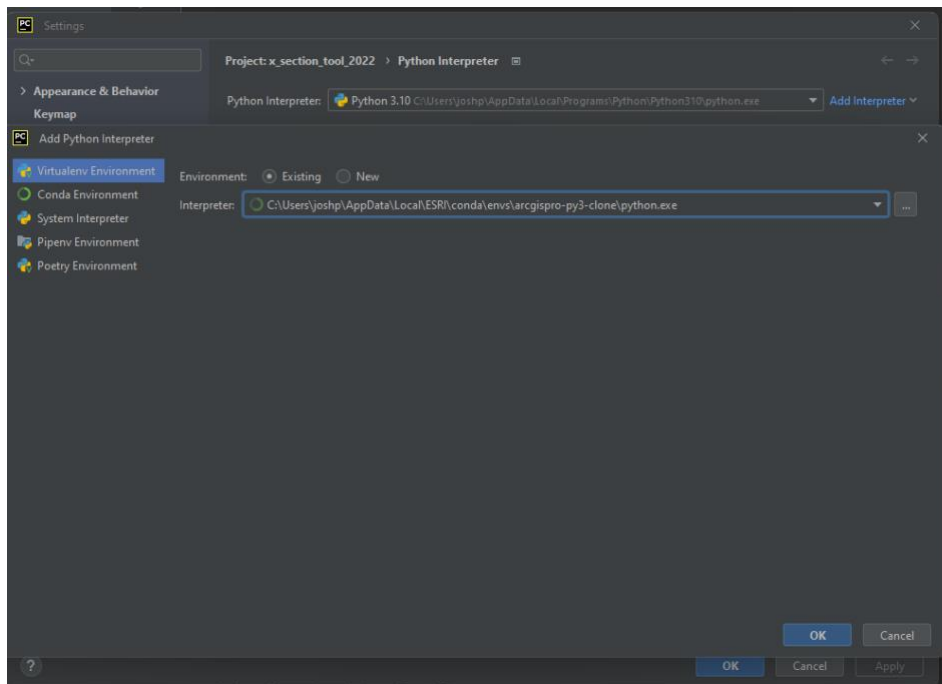 PC Settings
Project: x_section_tool_2022 › Python Interpreter
Appearance & Behavior
Keymap
Python Interpreter: Python 3.10 C:\Users\joshp\AppData\Local\Programs\Python\Python310\python.exe Add Interpreter
PC Add Python Interpreter
Virtualenv Environment
Conda Environment
System Interpreter
Pipenv Environment
Poetry Environment
Environment: Existing New
Interpreter: C:\Users\joshp\AppData\Local\ESRI\conda\envs\arcgispro-py3-clone\python.exe ...
OK Cancel
? OK Cancel Apply